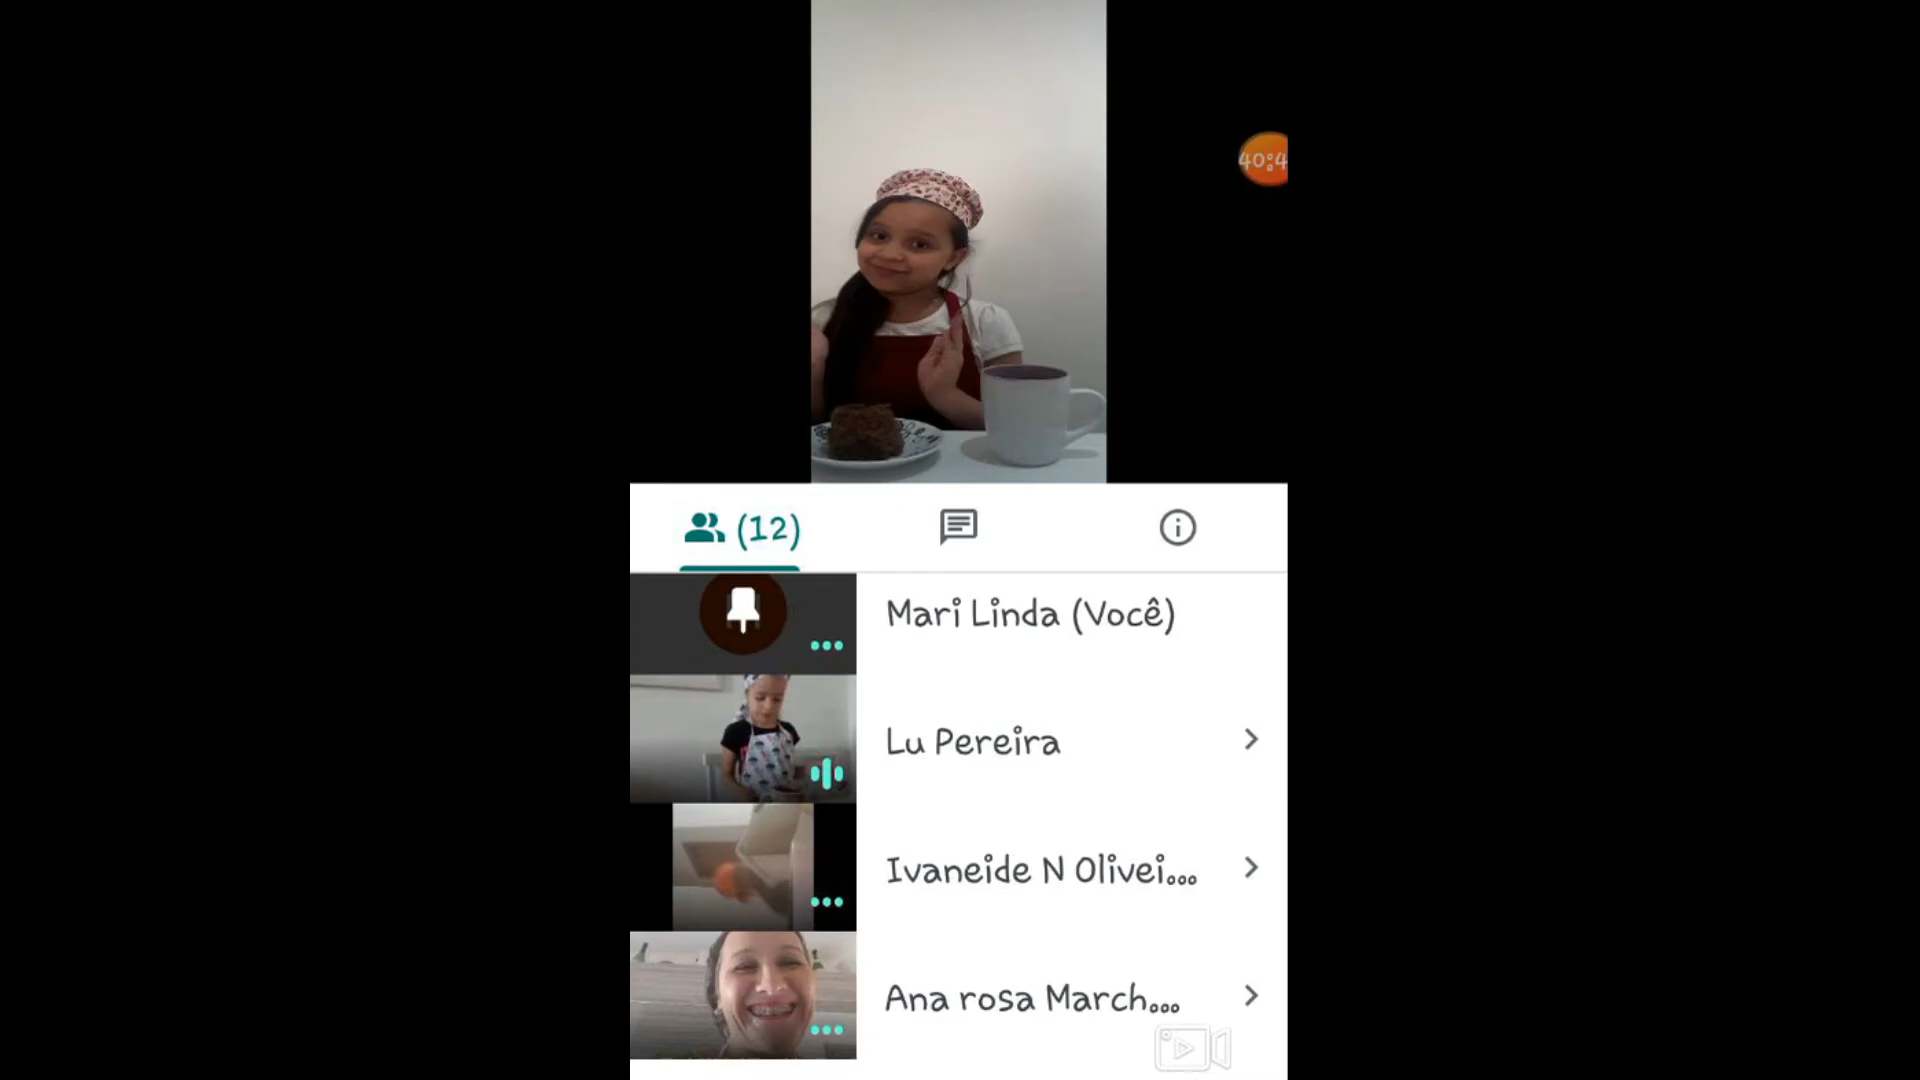 40:4
(12)
Mari Linda (Você)
Lu Pereira
Ivaneide N Olivei...
Ana rosa March...